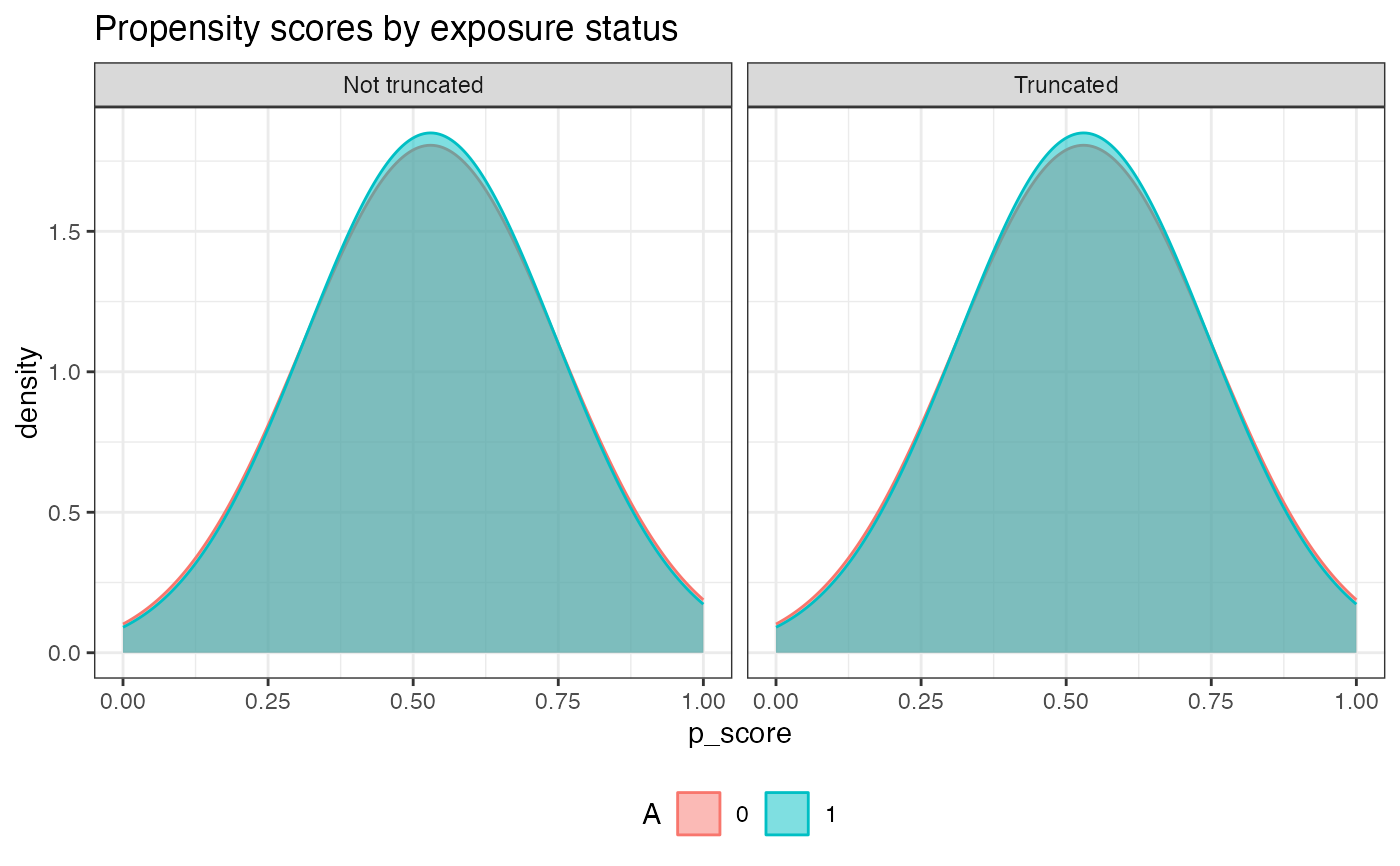 Propensity scores by exposure status
Not truncated
Truncated
density
1.5
1.0
0.5
0.0
0.00 0.25 0.50 0.75 1.00
0.00 0.25 0.50 0.75 1.00
p_score
A 0 1